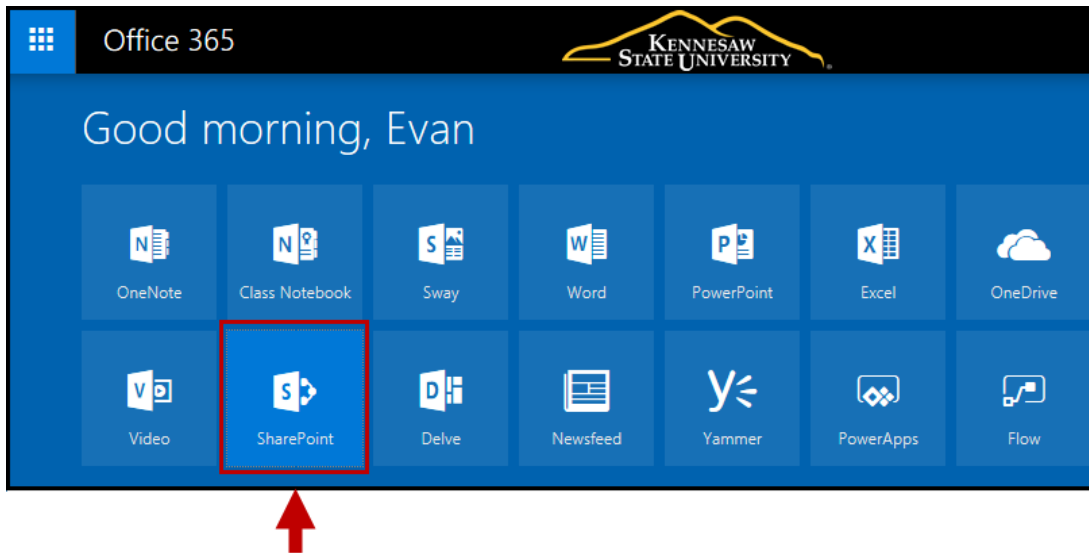 Office 365
KENNESAW
STATE UNIVERSITY
Good morning, Evan
OneNote
Class Notebook
Sway
Word
PowerPoint
Excel
OneDrive
Video
SharePoint
Delve
Newsfeed
Yammer
PowerApps
Flow